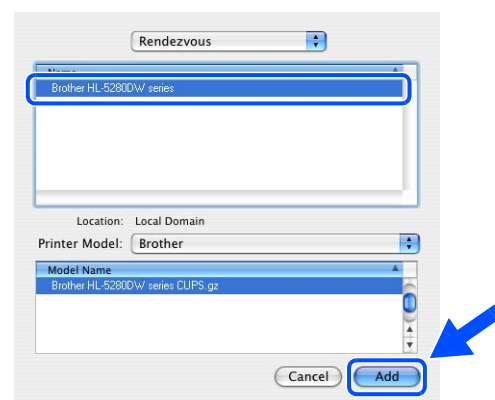 Rendezvous
Name
Brother HL-5280DW series
Location: Local Domain
Printer Model: Brother
Model Name
Brother HL-5280DW series CUPS.gz
Cancel Add